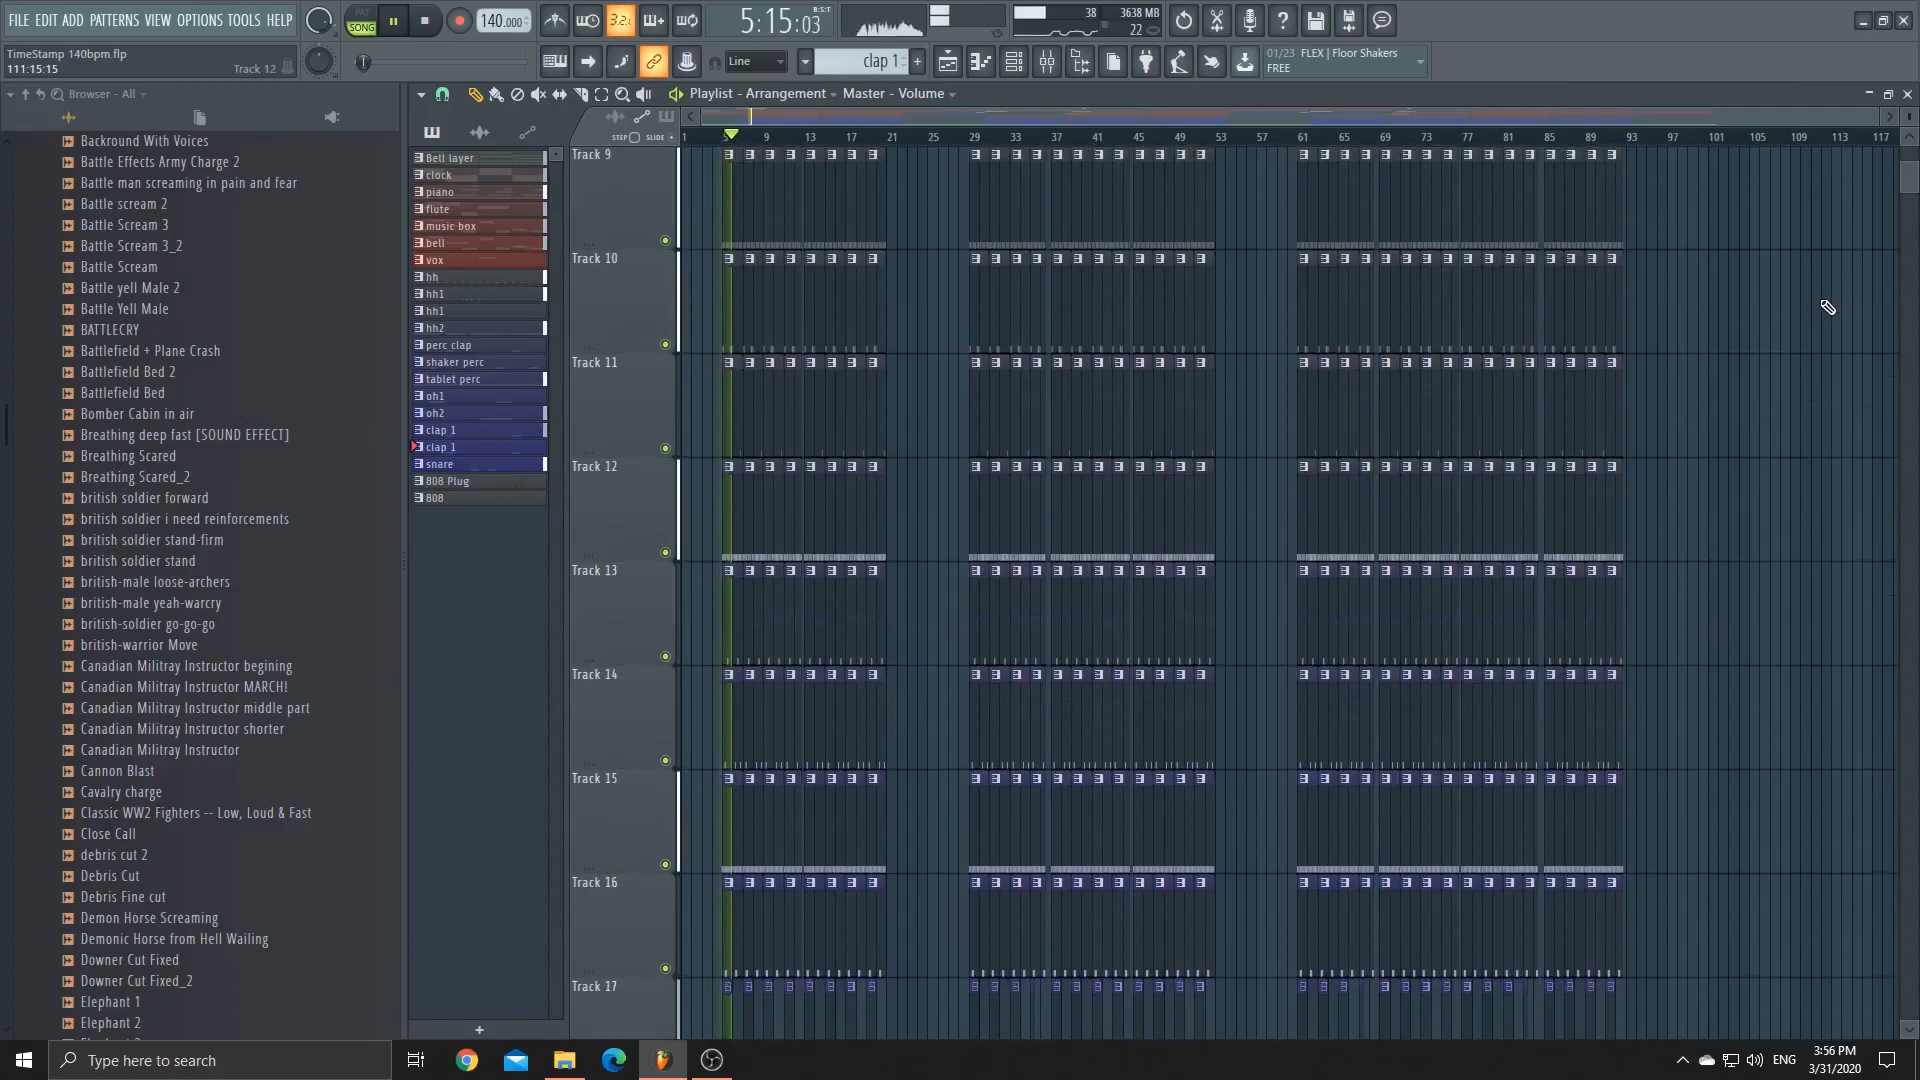 FILE EDIT ADD PATTERNS VIEW OPTIONS TOOLS HELP
PAT
SONG
140.000
3.2.
5:15:03
B:S:T
38
3638 MB
22
TimeStamp 140bpm.flp
111:15:15
Track 12
Line
clap 1
01/23 FLEX | Floor Shakers
FREE
Browser - All
Playlist - Arrangement
Master - Volume
STEP
SLIDE
1
5
9
13
17
21
25
29
33
37
41
45
49
53
57
61
65
69
73
77
81
85
89
93
97
101
105
109
113
117
Backround With Voices
Battle Effects Army Charge 2
Battle man screaming in pain and fear
Battle scream 2
Battle Scream 3
Battle Scream 3_2
Battle Scream
Battle yell Male 2
Battle Yell Male
BATTLECRY
Battlefield + Plane Crash
Battlefield Bed 2
Battlefield Bed
Bomber Cabin in air
Breathing deep fast [SOUND EFFECT]
Breathing Scared
Breathing Scared_2
british soldier forward
british soldier i need reinforcements
british soldier stand-firm
british soldier stand
british-male loose-archers
british-male yeah-warcry
british-soldier go-go-go
british-warrior Move
Canadian Militray Instructor begining
Canadian Militray Instructor MARCH!
Canadian Militray Instructor middle part
Canadian Militray Instructor shorter
Canadian Militray Instructor
Cannon Blast
Cavalry charge
Classic WW2 Fighters -- Low, Loud & Fast
Close Call
debris cut 2
Debris Cut
Debris Fine cut
Demon Horse Screaming
Demonic Horse from Hell Wailing
Downer Cut Fixed
Downer Cut Fixed_2
Elephant 1
Elephant 2
Bell layer
clock
piano
flute
music box
bell
vox
hh
hh1
hh1
hh2
perc clap
shaker perc
tablet perc
oh1
oh2
clap 1
clap 1
snare
808 Plug
808
Track 9
Track 10
Track 11
Track 12
Track 13
Track 14
Track 15
Track 16
Track 17
Type here to search
ENG
3:56 PM
3/31/2020